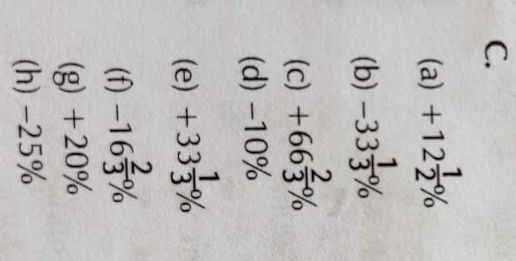 C.
(a) +12½%
(b) −33⅓%
(c) +66⅔%
(d) −10%
(e) +33⅓%
(f) −16⅔%
(g) +20%
(h) −25%